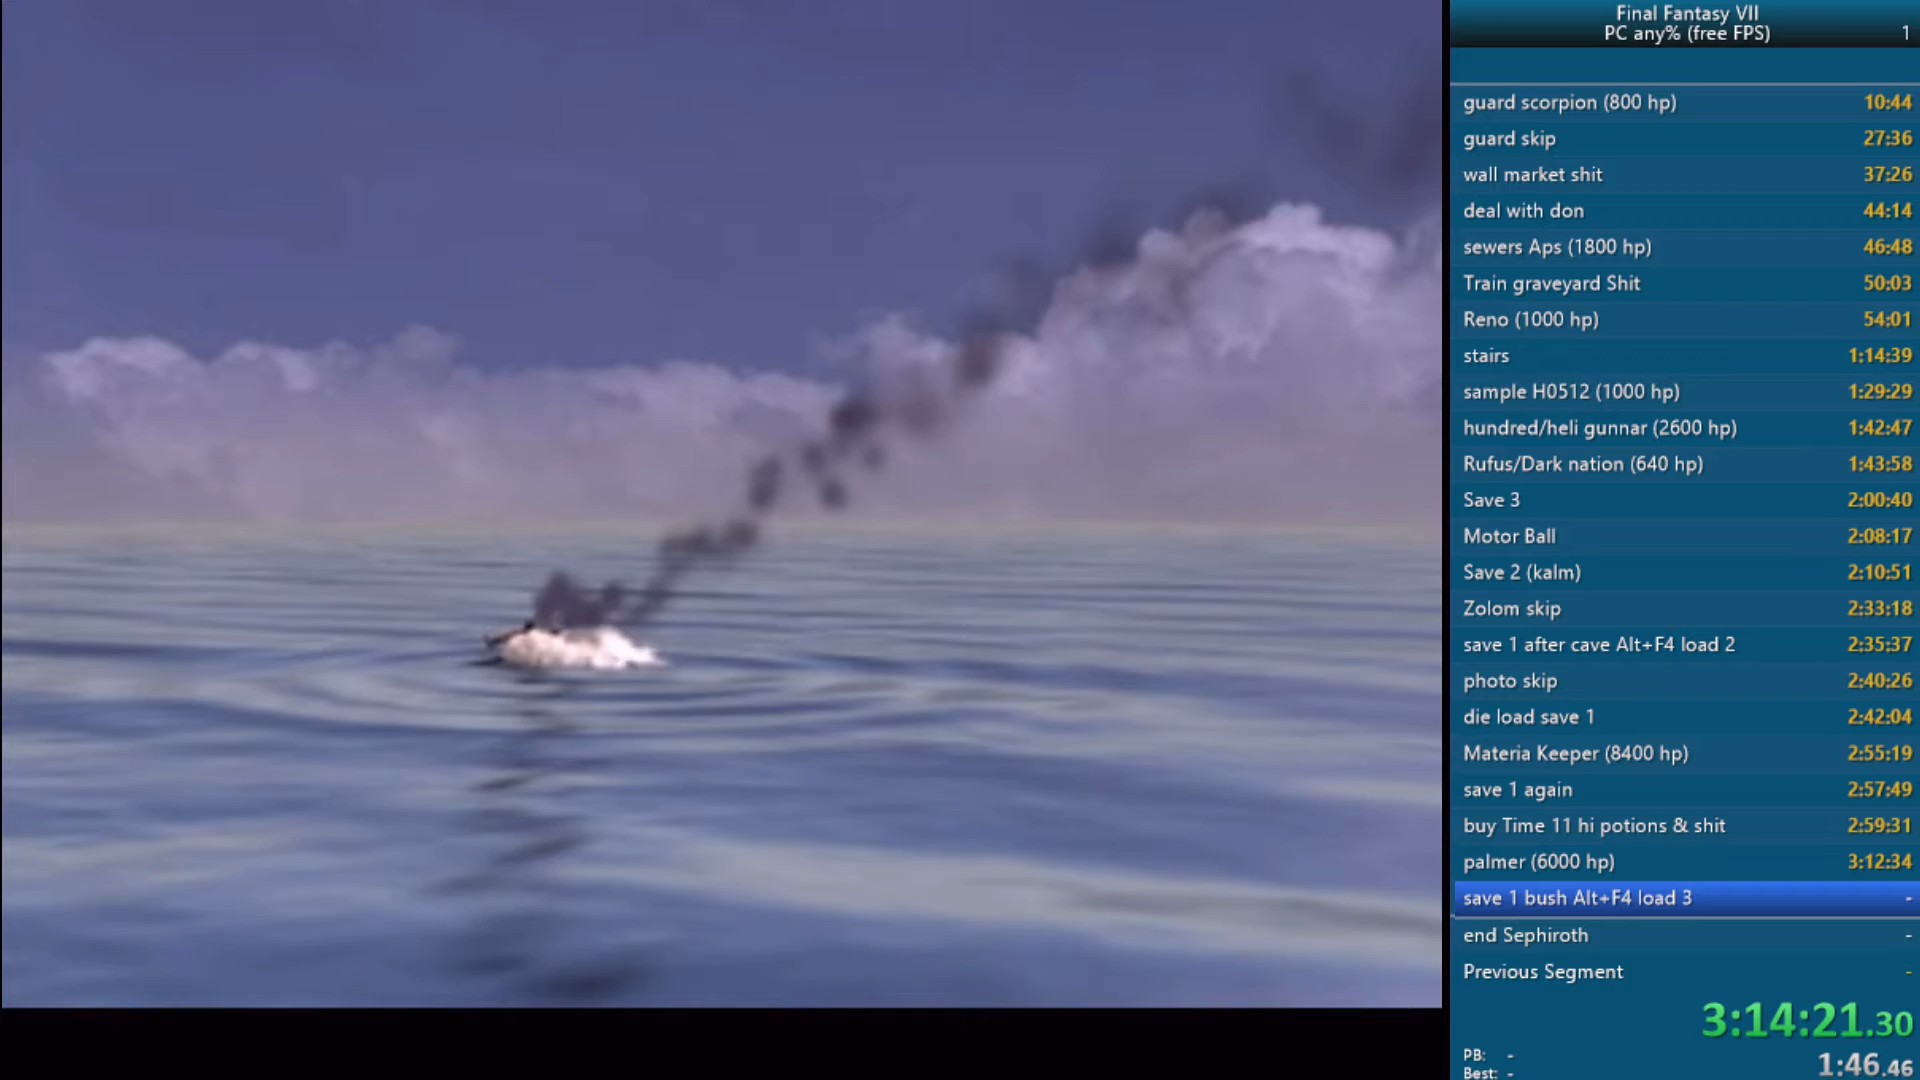 Final Fantasy VII
PC any% (free FPS) 1
guard scorpion (800 hp) 10:44
guard skip 27:36
wall market shit 37:26
deal with don 44:14
sewers Aps (1800 hp) 46:48
Train graveyard Shit 50:03
Reno (1000 hp) 54:01
stairs 1:14:39
sample H0512 (1000 hp) 1:29:29
hundred/heli gunnar (2600 hp) 1:42:47
Rufus/Dark nation (640 hp) 1:43:58
Save 3 2:00:40
Motor Ball 2:08:17
Save 2 (kalm) 2:10:51
Zolom skip 2:33:18
save 1 after cave Alt+F4 load 2 2:35:37
photo skip 2:40:26
die load save 1 2:42:04
Materia Keeper (8400 hp) 2:55:19
save 1 again 2:57:49
buy Time 11 hi potions & shit 2:59:31
palmer (6000 hp) 3:12:34
save 1 bush Alt+F4 load 3 -
end Sephiroth -
Previous Segment -
3:14:21.30
PB: -
Best: -
1:46.46